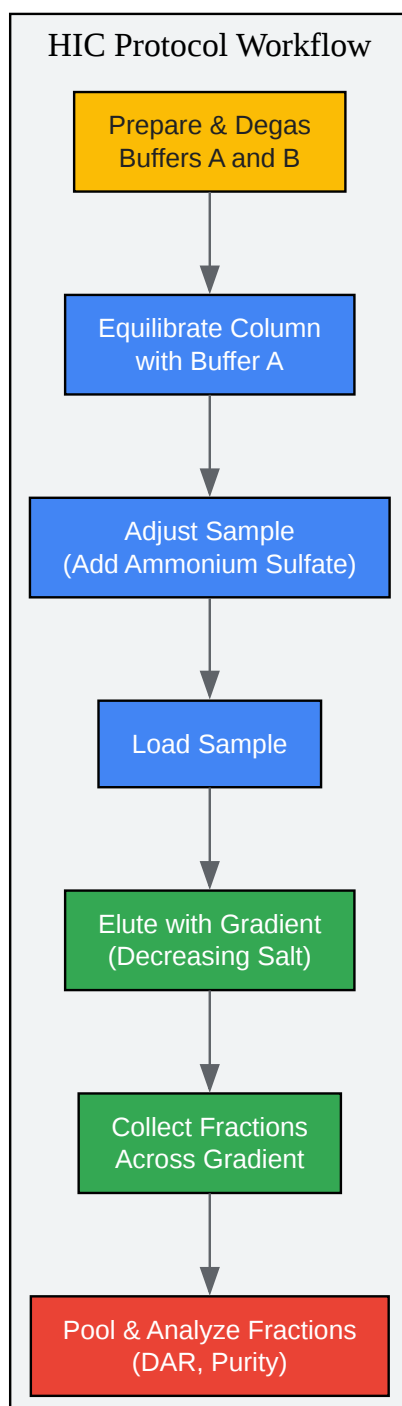 HIC Protocol Workflow
Prepare & Degas
Buffers A and B
Equilibrate Column
with Buffer A
Adjust Sample
(Add Ammonium Sulfate)
Load Sample
Elute with Gradient
(Decreasing Salt)
Collect Fractions
Across Gradient
Pool & Analyze Fractions
(DAR, Purity)